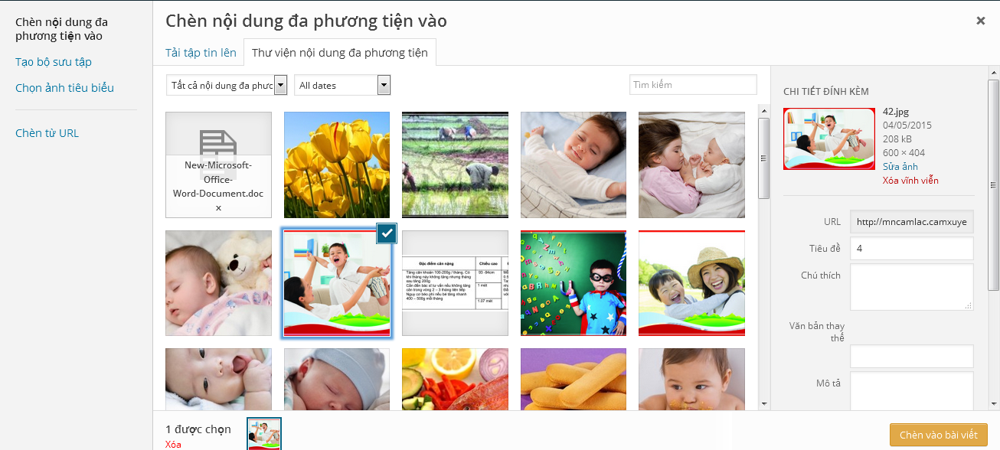 Chèn nội dung đa
phương tiện vào
Tạo bộ sưu tập
Chọn ảnh tiêu biểu
Chèn từ URL
Chèn nội dung đa phương tiện vào
Tải tập tin lên
Thư viện nội dung đa phương tiện
Tất cả nội dung đa phươc
All dates
Tìm kiếm
New-Microsoft-
Office-
Word-Document.doc
x
Đặc điểm cân nặng
Chiều cao
Tăng cân khoảng 100-200g / tháng. Có
khi tháng này không tăng nhưng tháng
sau tăng 200g
Cần đến bác sĩ tư vấn nếu không tăng
cân trong vòng 2 – 3 tháng liên tiếp
Nguy cơ béo phì nếu bé tăng nhanh
400 – 500g mỗi tháng
93 -94cm
1 mét
1.07 mét
CHI TIẾT ĐÍNH KÈM
42.jpg
04/05/2015
208 kB
600 × 404
Sửa ảnh
Xóa vĩnh viễn
URL
http://mncamlac.camxuye
Tiêu đề
4
Chú thích
Văn bản thay
thế
Mô tả
1 được chọn
Xóa
Chèn vào bài viết